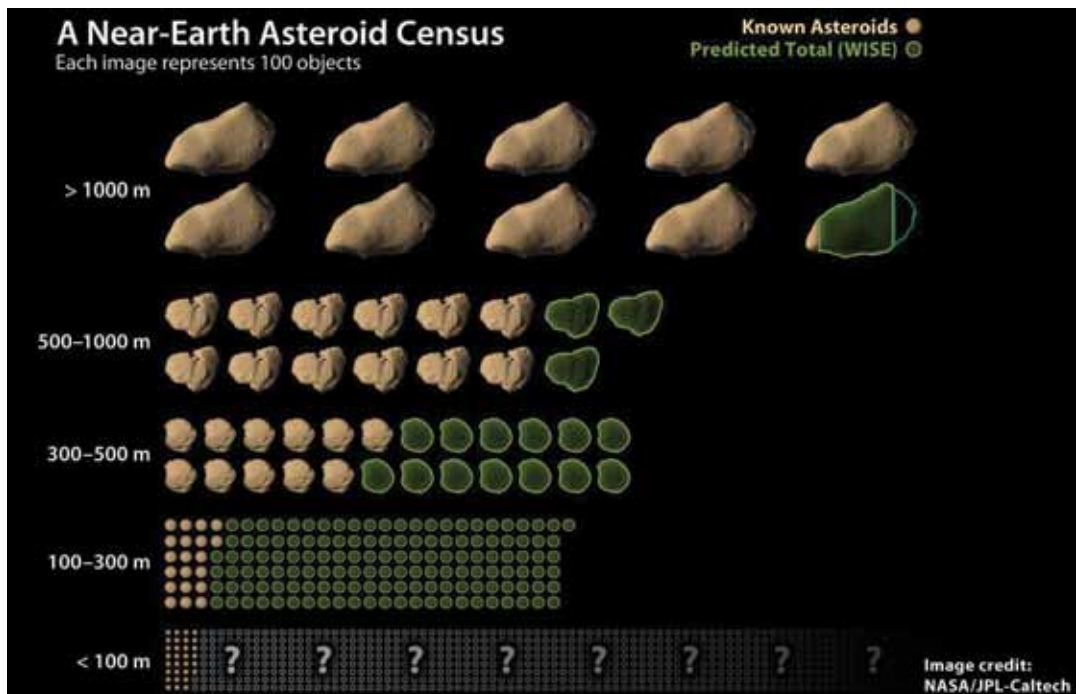 A Near-Earth Asteroid Census
Each image represents 100 objects
Known Asteroids
Predicted Total (WISE)
> 1000 m
500–1000 m
300–500 m
100–300 m
< 100 m
? ? ? ? ? ? ? ?
Image credit:
NASA/JPL-Caltech